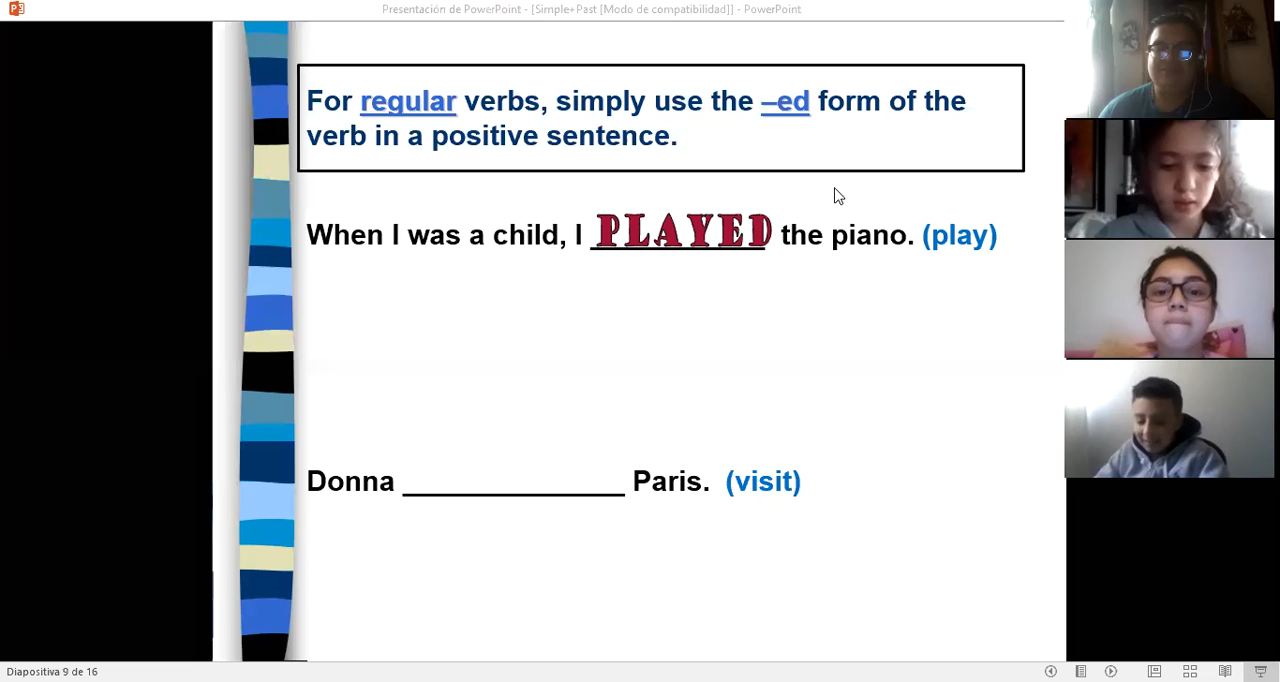 Presentación de PowerPoint - [Simple+Past [Modo de compatibilidad]] - PowerPoint
For regular verbs, simply use the –ed form of the
verb in a positive sentence.
When I was a child, I PLAYED the piano. (play)
Donna ______________ Paris. (visit)
Diapositiva 9 de 16